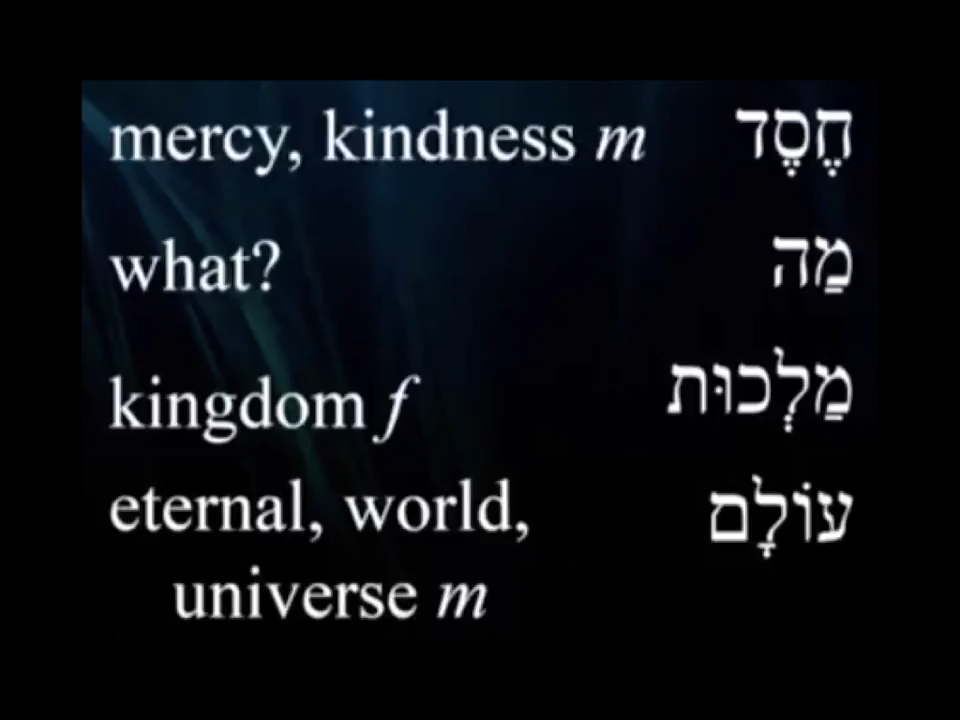 mercy, kindness m חֶסֶד
what? מַה
kingdom f מַלְכוּת
eternal, world, עוֹלָם
universe m